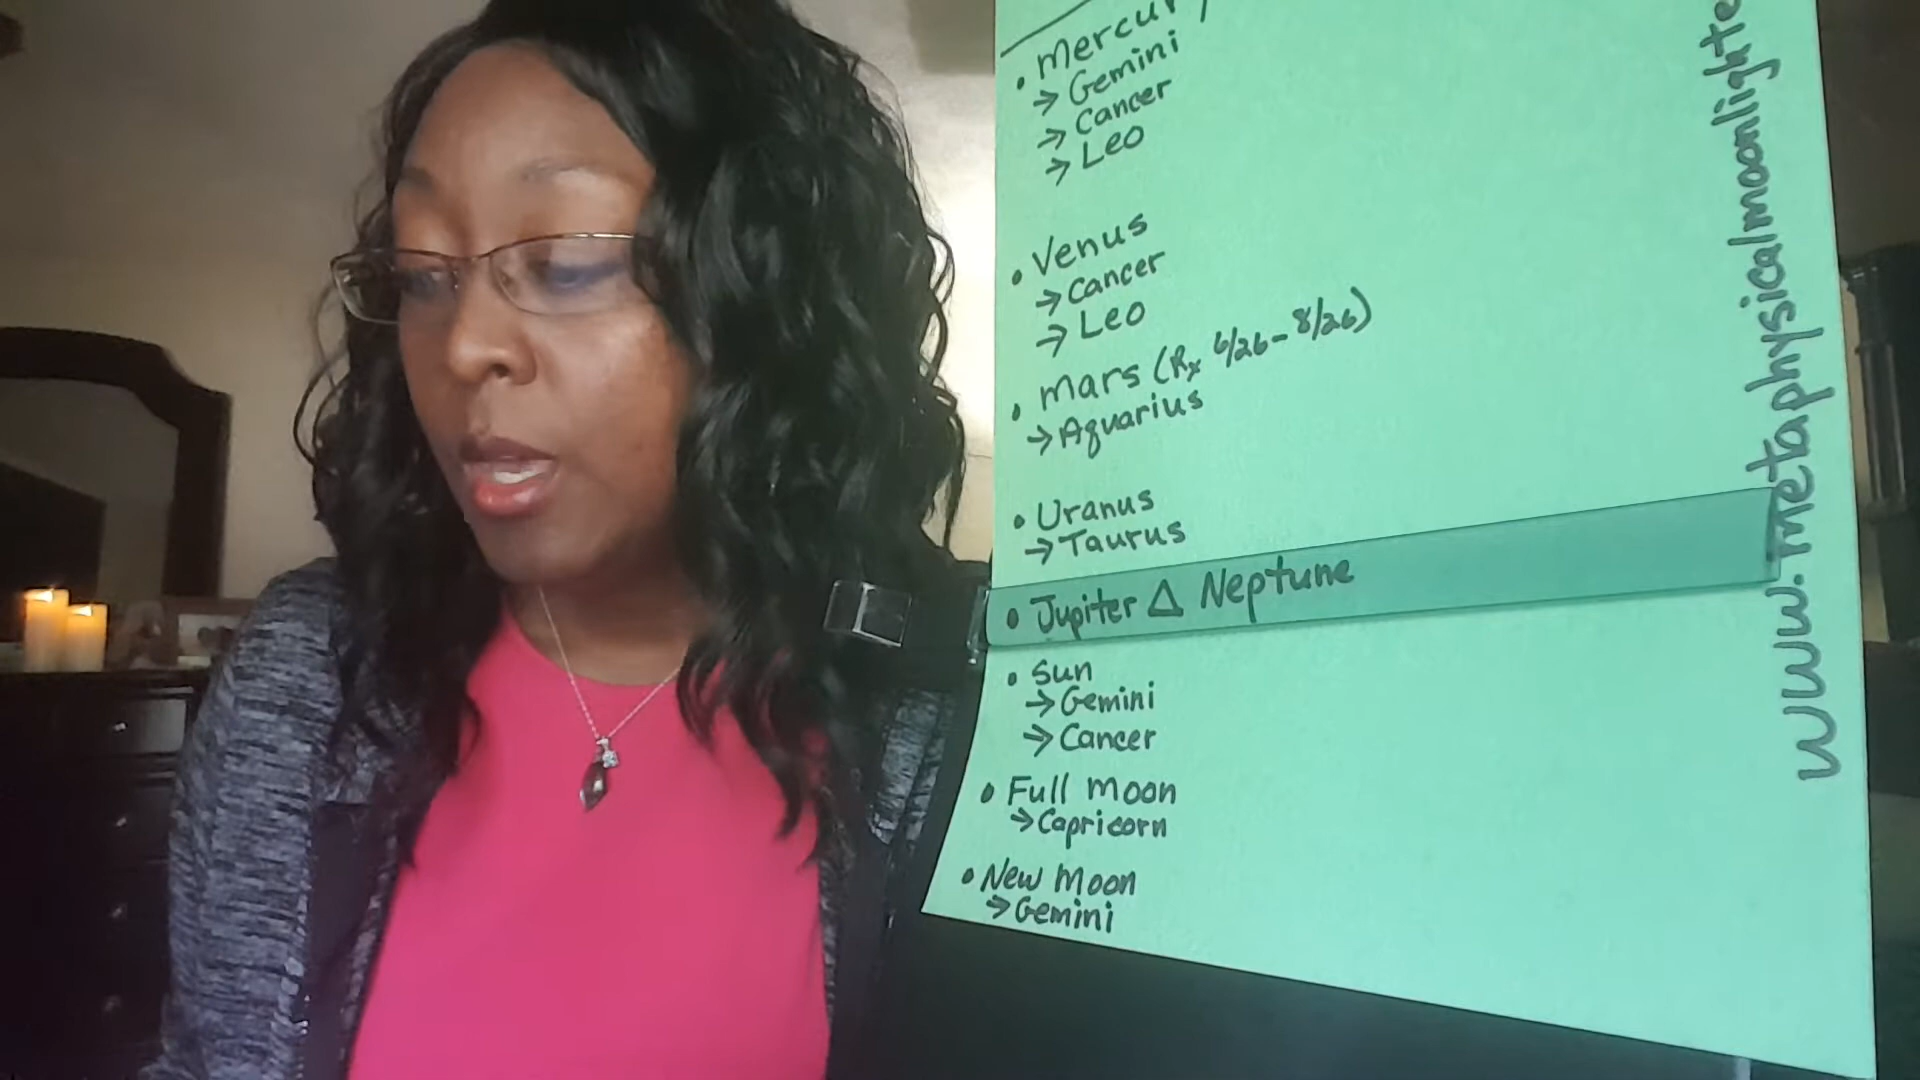 • Mercury
→ Gemini
→ Cancer
→ Leo
• Venus
→ Cancer
→ Leo
• Mars (Rx 6/26-8/26)
→ Aquarius
• Uranus
→ Taurus
• Jupiter △ Neptune
• Sun
→ Gemini
→ Cancer
• Full Moon
→ Capricorn
• New Moon
→ Gemini
www.metaphysicalmoonlight